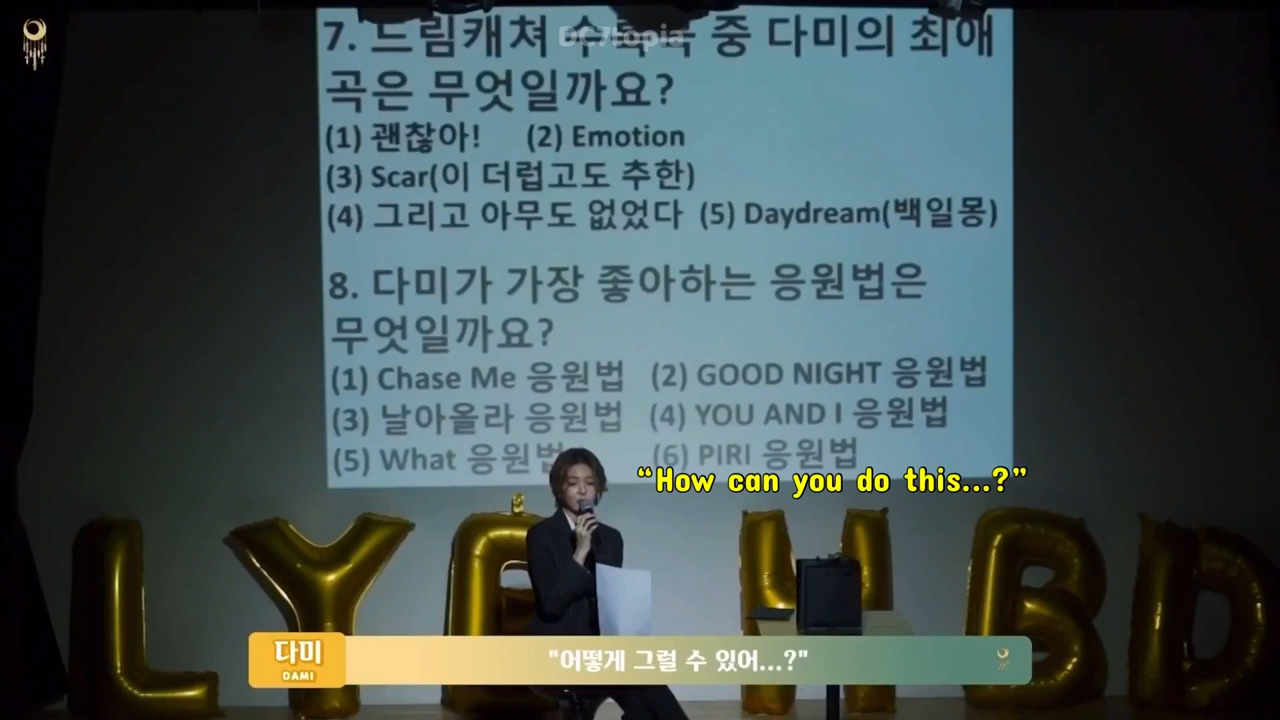 7. 드림캐쳐 수록곡 중 다미의 최애
DC7topia
곡은 무엇일까요?
(1) 괜찮아! (2) Emotion
(3) Scar(이 더럽고도 추한)
(4) 그리고 아무도 없었다 (5) Daydream(백일몽)
8. 다미가 가장 좋아하는 응원법은
무엇일까요?
(1) Chase Me 응원법 (2) GOOD NIGHT 응원법
(3) 날아올라 응원법 (4) YOU AND I 응원법
(5) What 응원법 (6) PIRI 응원법
“How can you do this...?”
LY HBD
다미
DAMI
"어떻게 그럴 수 있어...?"